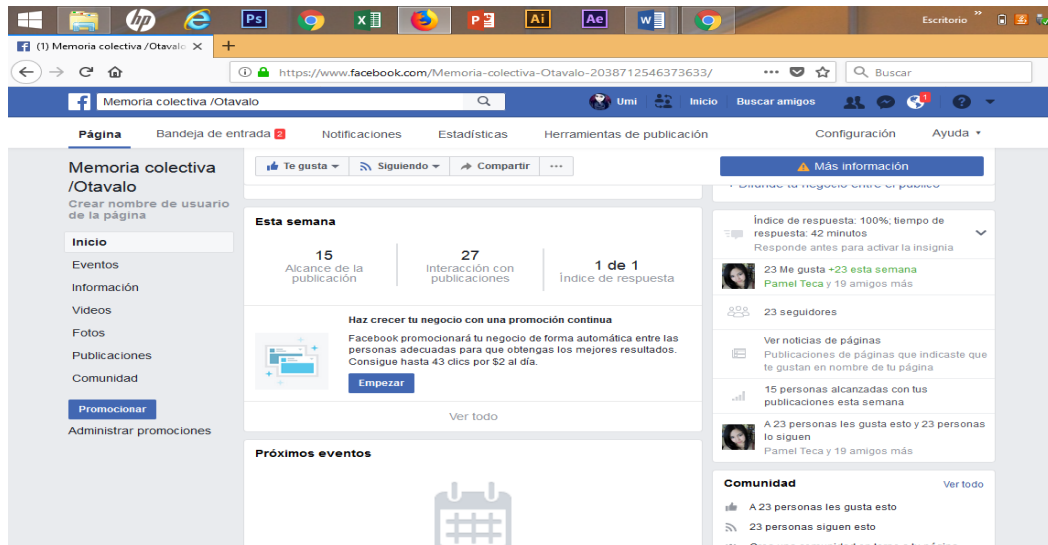 hp
Ps
Ai
Ae
Escritorio »
(1) Memoria colectiva /Otavalo
https://www.facebook.com/Memoria-colectiva-Otavalo-2038712546373633/
Buscar
Memoria colectiva /Otavalo
Umi
Inicio
Buscar amigos
1
Página
Bandeja de entrada 2
Notificaciones
Estadísticas
Herramientas de publicación
Configuración
Ayuda
Memoria colectiva
/Otavalo
Crear nombre de usuario
de la página
Inicio
Eventos
Información
Videos
Fotos
Publicaciones
Comunidad
Promocionar
Administrar promociones
Te gusta
Siguiendo
Compartir
Más información
Esta semana
15
Alcance de la
publicación
27
Interacción con
publicaciones
1 de 1
Índice de respuesta
Haz crecer tu negocio con una promoción continua
Facebook promocionará tu negocio de forma automática entre las
personas adecuadas para que obtengas los mejores resultados.
Consigue hasta 43 clics por $2 al día.
Empezar
Ver todo
Próximos eventos
Índice de respuesta: 100%; tiempo de
respuesta: 42 minutos
Responde antes para activar la insignia
23 Me gusta +23 esta semana
Pamel Teca y 19 amigos más
23 seguidores
Ver noticias de páginas
Publicaciones de páginas que indicaste que
te gustan en nombre de tu página
15 personas alcanzadas con tus
publicaciones esta semana
A 23 personas les gusta esto y 23 personas
lo siguen
Pamel Teca y 19 amigos más
Comunidad
Ver todo
A 23 personas les gusta esto
23 personas siguen esto